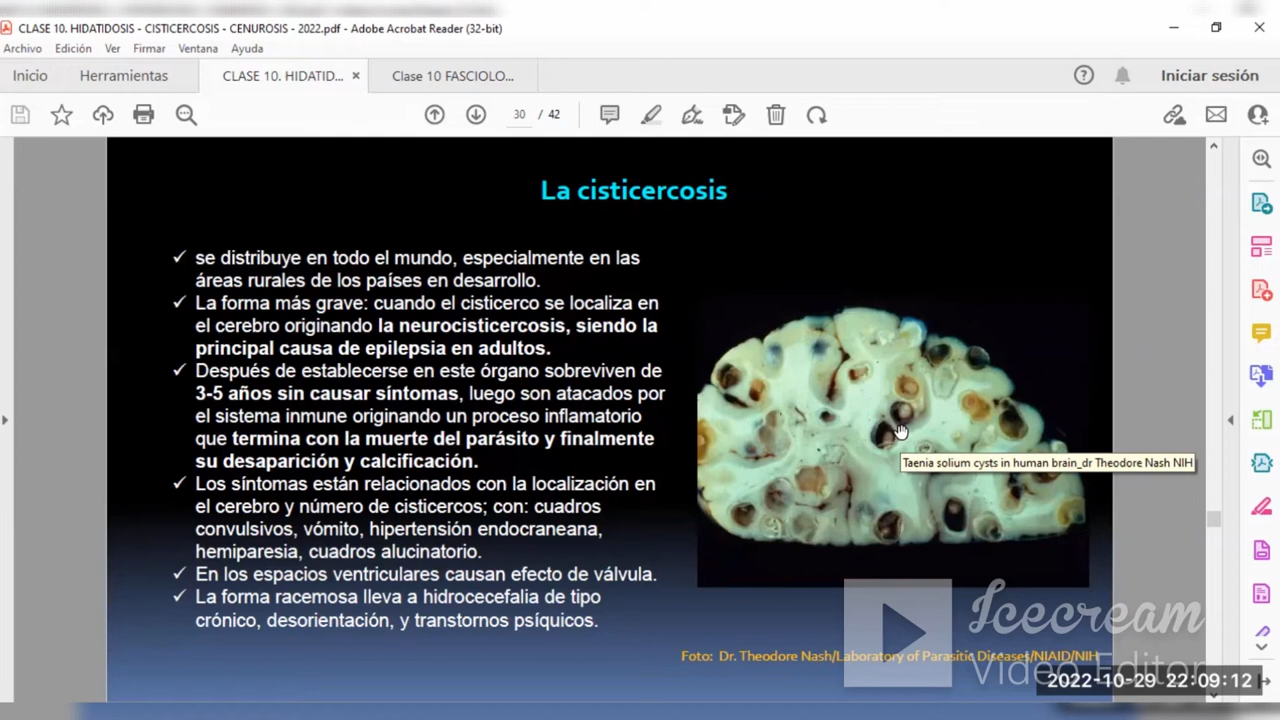 CLASE 10. HIDATIDOSIS - CISTICERCOSIS - CENUROSIS - 2022.pdf - Adobe Acrobat Reader (32-bit)
Archivo Edición Ver Firmar Ventana Ayuda
Inicio Herramientas CLASE 10. HIDATID... × Clase 10 FASCIOLO... Iniciar sesión
30 / 42
La cisticercosis
✓ se distribuye en todo el mundo, especialmente en las
áreas rurales de los países en desarrollo.
✓ La forma más grave: cuando el cisticerco se localiza en
el cerebro originando la neurocisticercosis, siendo la
principal causa de epilepsia en adultos.
✓ Después de establecerse en este órgano sobreviven de
3-5 años sin causar síntomas, luego son atacados por
el sistema inmune originando un proceso inflamatorio
que termina con la muerte del parásito y finalmente
su desaparición y calcificación.
✓ Los síntomas están relacionados con la localización en
el cerebro y número de cisticercos; con: cuadros
convulsivos, vómito, hipertensión endocraneana,
hemiparesia, cuadros alucinatorio.
✓ En los espacios ventriculares causan efecto de válvula.
✓ La forma racemosa lleva a hidrocecefalia de tipo
crónico, desorientación, y transtornos psíquicos.
Taenia solium cysts in human brain_dr Theodore Nash NIH
Foto: Dr. Theodore Nash/Laboratory of Parasitic Diseases/NIAID/NIH
Icecream
Video Editor
2022-10-29 22:09:12